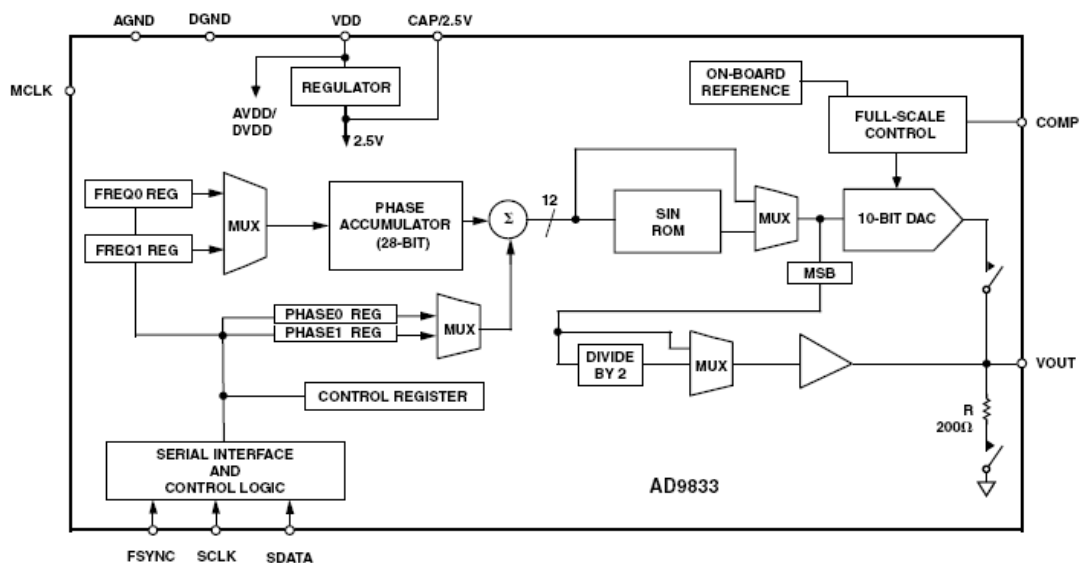 AGND
DGND
VDD
CAP/2.5V
MCLK
REGULATOR
AVDD/
DVDD
2.5V
ON-BOARD
REFERENCE
FULL-SCALE
CONTROL
COMP
FREQ0 REG
FREQ1 REG
MUX
PHASE
ACCUMULATOR
(28-BIT)
Σ
12
SIN
ROM
MUX
10-BIT DAC
MSB
PHASE0 REG
PHASE1 REG
MUX
DIVIDE
BY 2
MUX
VOUT
CONTROL REGISTER
R
200Ω
SERIAL INTERFACE
AND
CONTROL LOGIC
AD9833
FSYNC
SCLK
SDATA